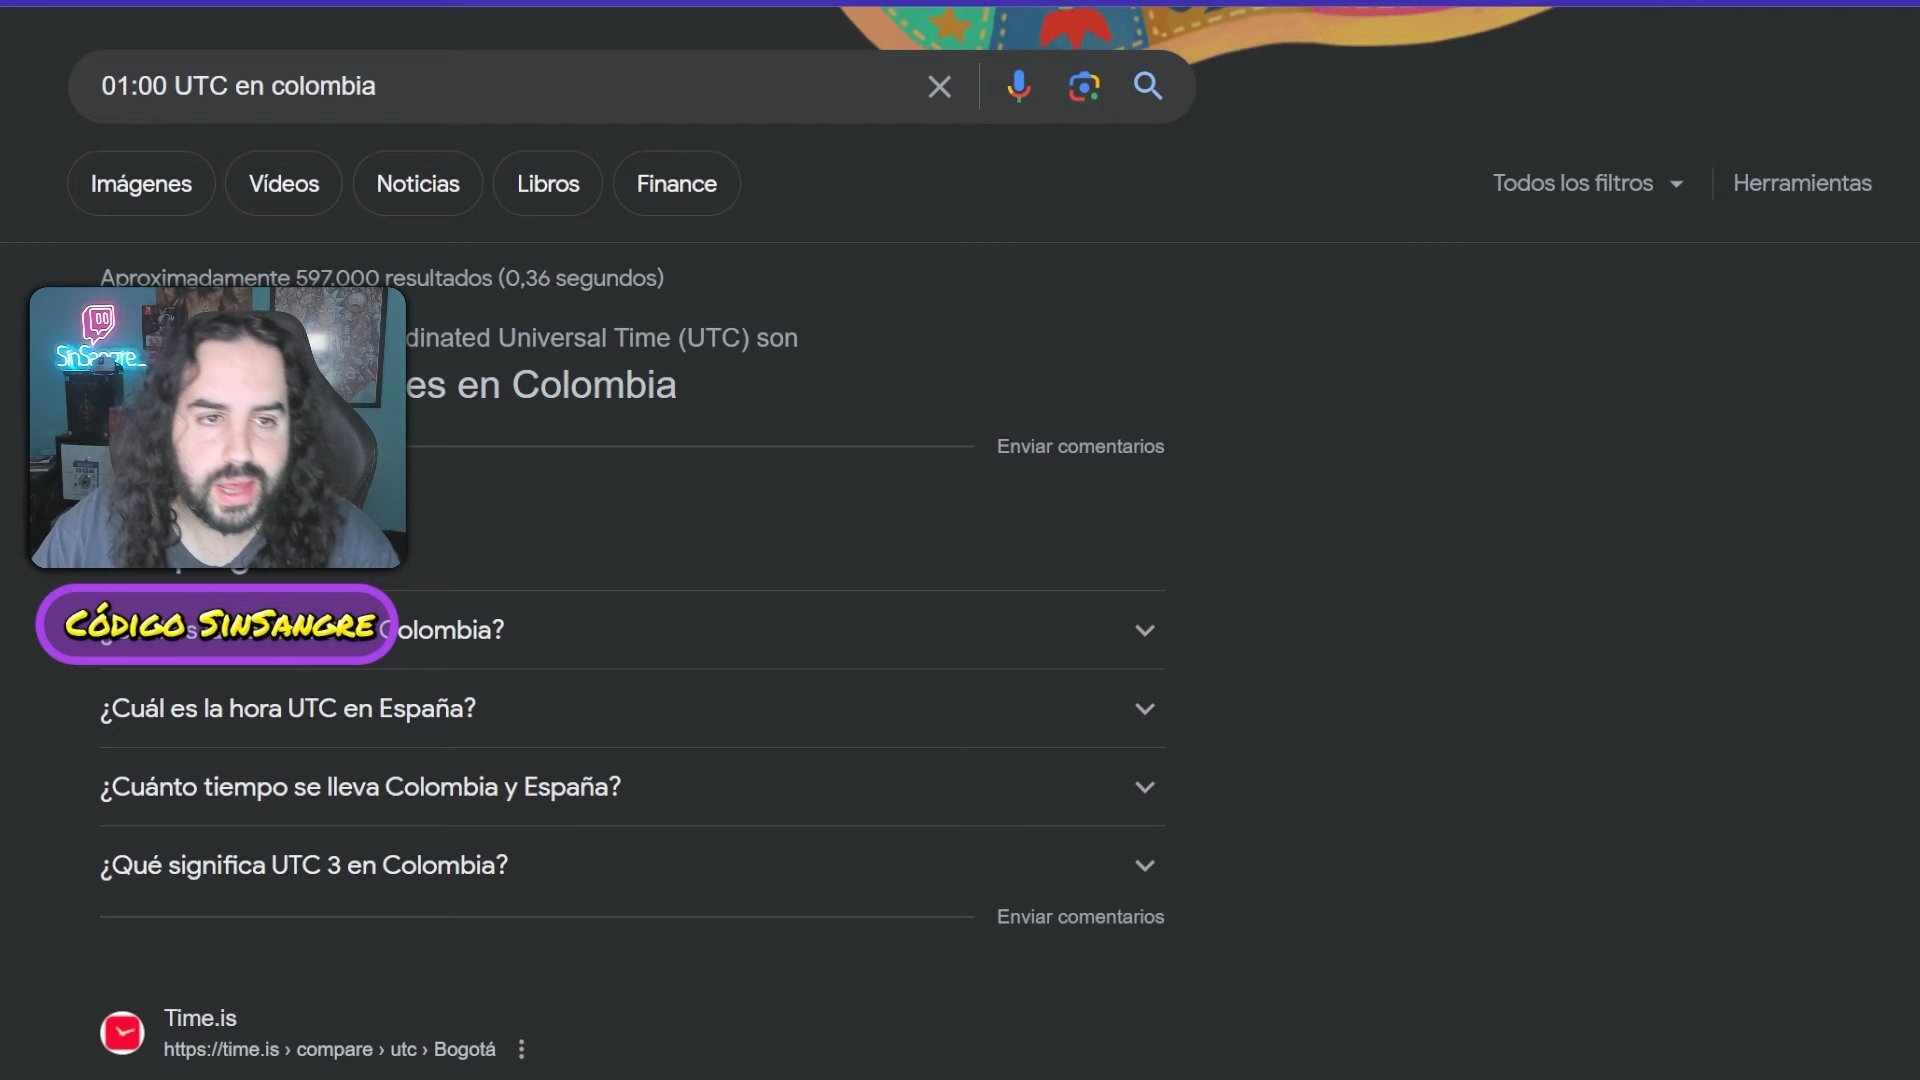 01:00 UTC en colombia
Imágenes
Vídeos
Noticias
Libros
Finance
Todos los filtros
Herramientas
Aproximadamente 597.000 resultados (0,36 segundos)
dinated Universal Time (UTC) son
es en Colombia
Enviar comentarios
SinSangre_
CÓDIGO SINSANGRE
Colombia?
¿Cuál es la hora UTC en España?
¿Cuánto tiempo se lleva Colombia y España?
¿Qué significa UTC 3 en Colombia?
Enviar comentarios
Time.is
https://time.is › compare › utc › Bogotá